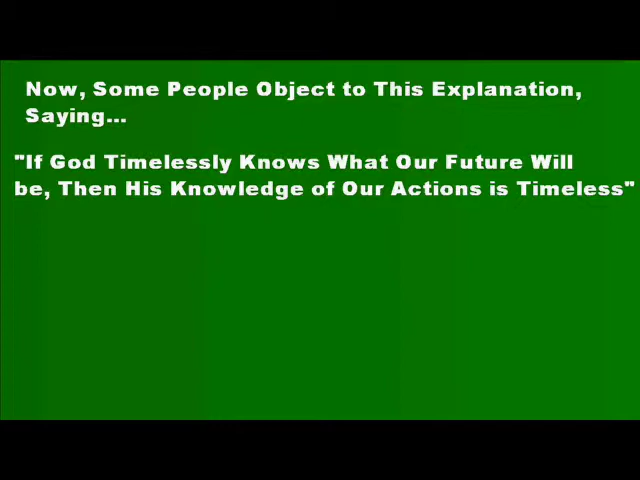 Now, Some People Object to This Explanation,
Saying...
"If God Timelessly Knows What Our Future Will
be, Then His Knowledge of Our Actions is Timeless"